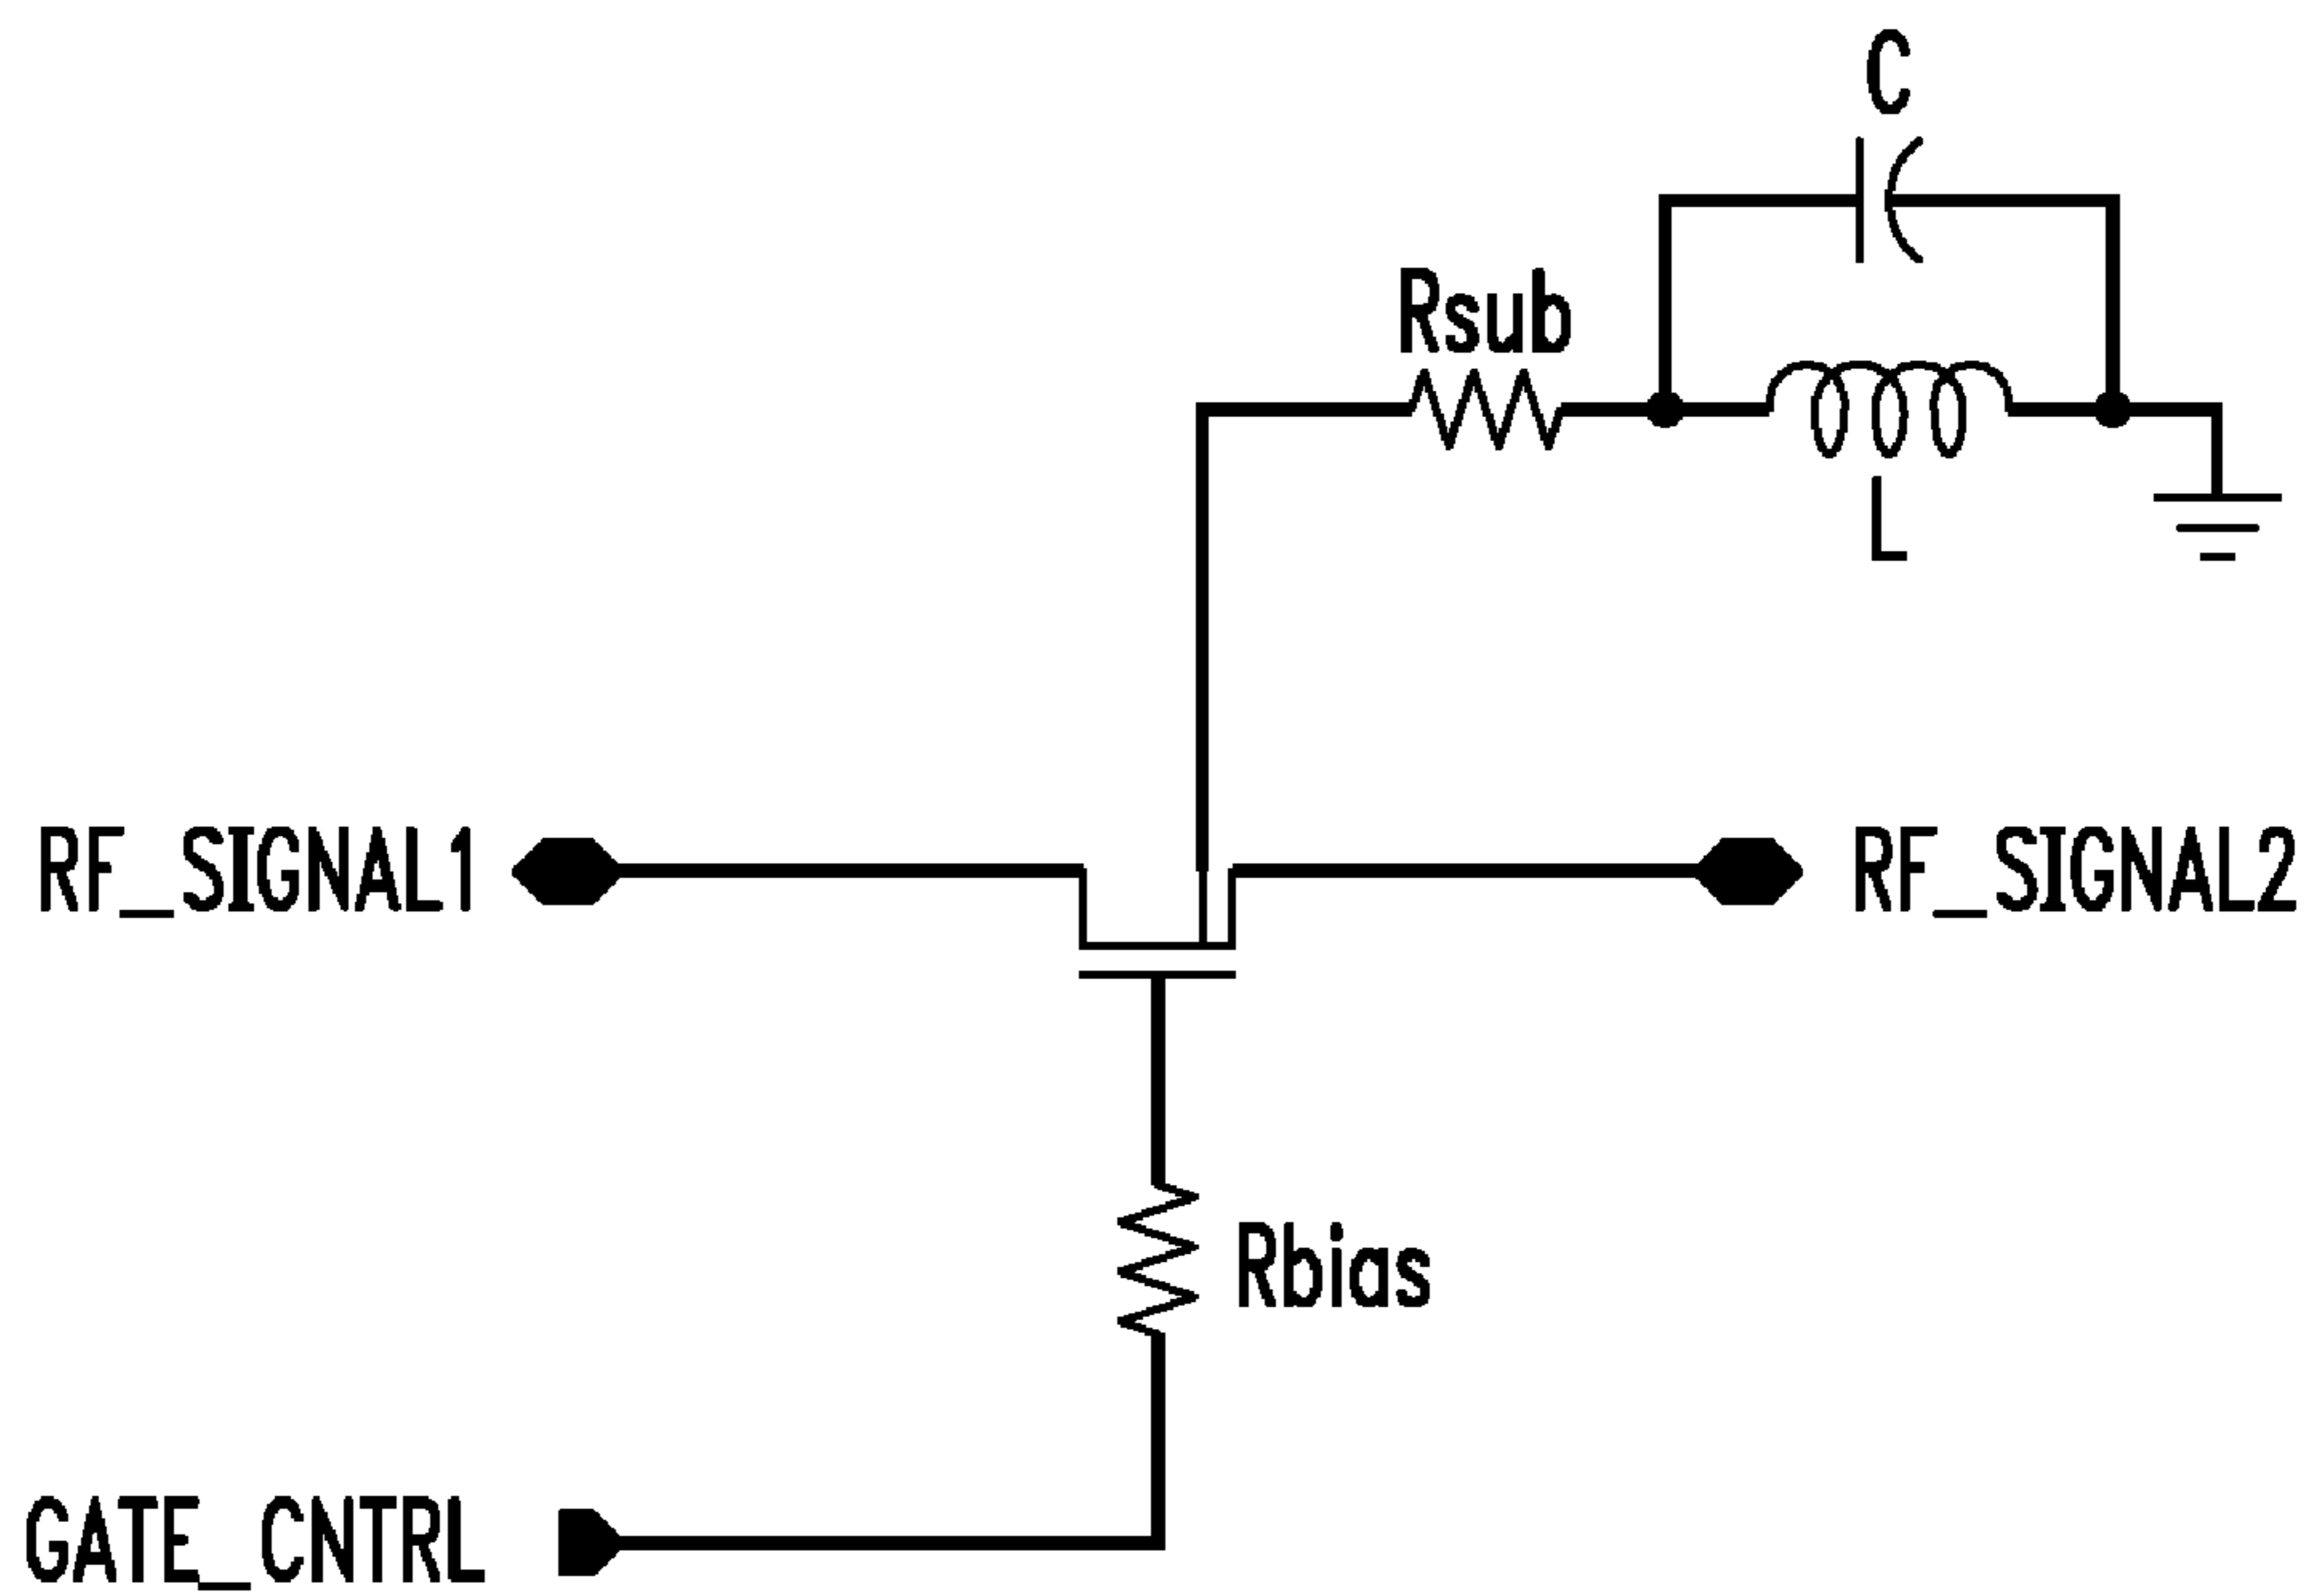 C
Rsub
L
RF_SIGNAL1
RF_SIGNAL2
Rbias
GATE_CNTRL